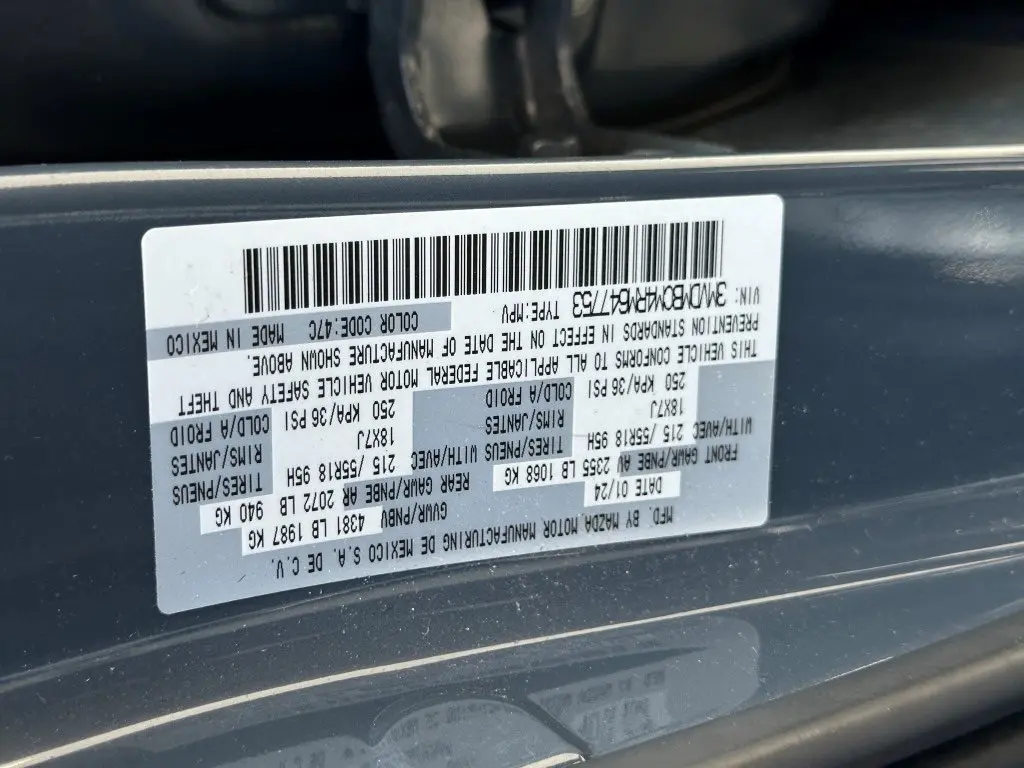 MFD. BY MAZDA MOTOR MANUFACTURING DE MEXICO S.A. DE C.V.
DATE 01/24 GVWR/PNBV 4381 LB 1987 KG
FRONT GAWR/PNBE AV 2355 LB 1068 KG REAR GAWR/PNBE AR 2072 LB 940 KG
WITH/AVEC 215 /55R18 95H TIRES/PNEUS WITH/AVEC 215 /55R18 95H TIRES/PNEUS
18X7J RIMS/JANTES 18X7J RIMS/JANTES
250 KPA/36 PSI COLD/A FROID 250 KPA/36 PSI COLD/A FROID
THIS VEHICLE CONFORMS TO ALL APPLICABLE FEDERAL MOTOR VEHICLE SAFETY AND THEFT
PREVENTION STANDARDS IN EFFECT ON THE DATE OF MANUFACTURE SHOWN ABOVE.
VIN: 3MVDMBCM4RM647753 TYPE:MPV COLOR CODE:47C MADE IN MEXICO